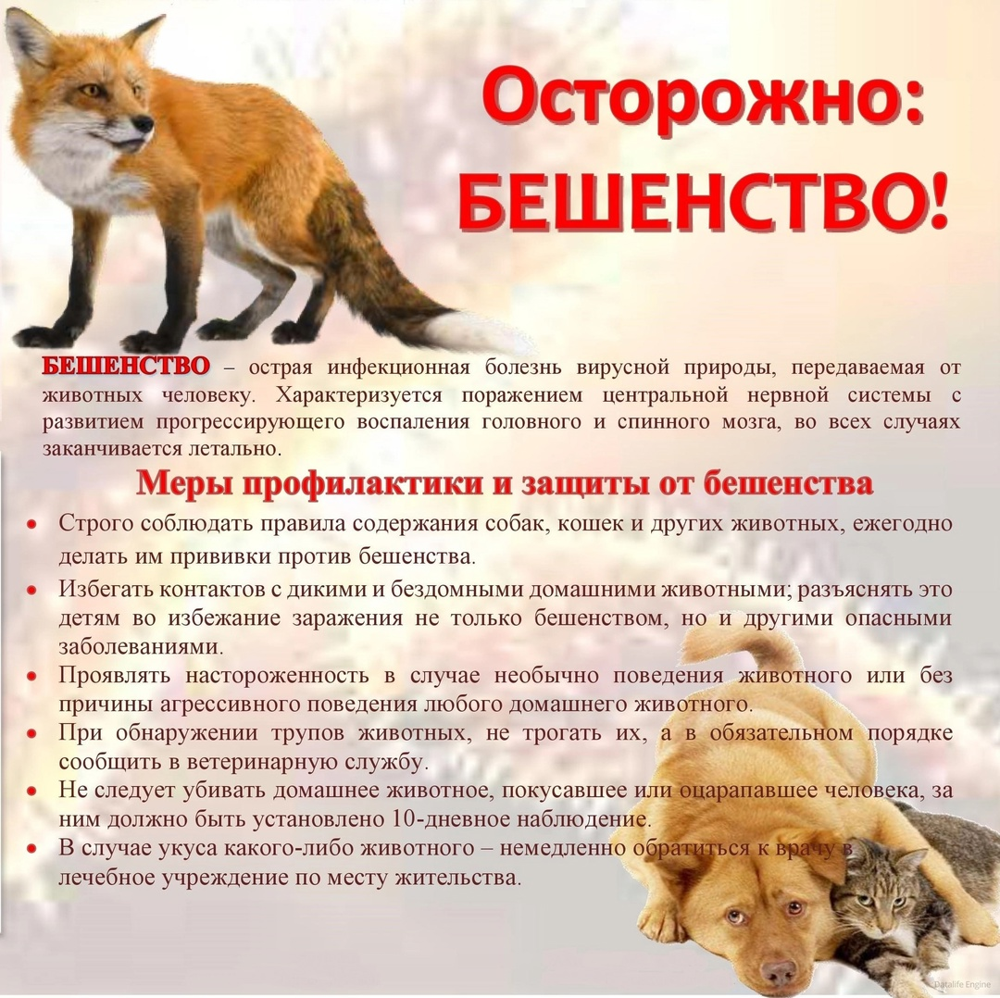 Осторожно:
БЕШЕНСТВО!
БЕШЕНСТВО – острая инфекционная болезнь вирусной природы, передаваемая от
животных человеку. Характеризуется поражением центральной нервной системы с
развитием прогрессирующего воспаления головного и спинного мозга, во всех случаях
заканчивается летально.
Меры профилактики и защиты от бешенства
• Строго соблюдать правила содержания собак, кошек и других животных, ежегодно
делать им прививки против бешенства.
• Избегать контактов с дикими и бездомными домашними животными; разъяснять это
детям во избежание заражения не только бешенством, но и другими опасными
заболеваниями.
• Проявлять настороженность в случае необычно поведения животного или без
причины агрессивного поведения любого домашнего животного.
• При обнаружении трупов животных, не трогать их, а в обязательном порядке
сообщить в ветеринарную службу.
• Не следует убивать домашнее животное, покусавшее или оцарапавшее человека, за
ним должно быть установлено 10-дневное наблюдение.
• В случае укуса какого-либо животного – немедленно обратиться к врачу в
лечебное учреждение по месту жительства.
Datalife Engine